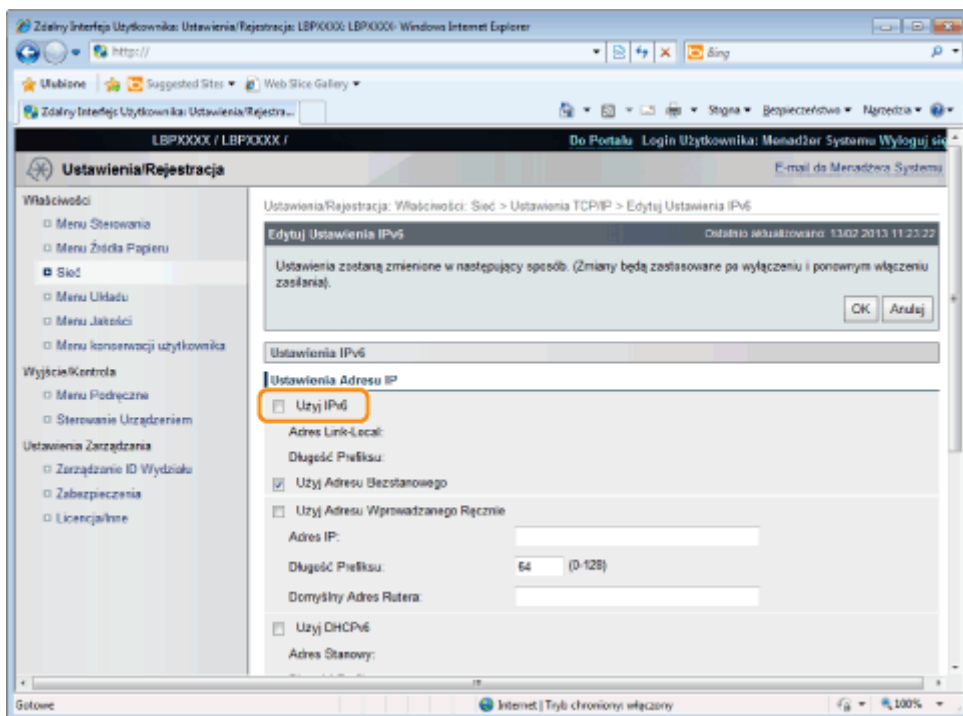 Zdalny Interfejs Użytkownika: Ustawienia/Rejestracja: LBPXXXX: LBPXXXX- Windows Internet Explorer
http://
Bing
Ulubione
Suggested Sites
Web Slice Gallery
Zdalny Interfejs Użytkownika: Ustawienia/Rejestra...
Strona
Bezpieczeństwo
Narzędzia
LBPXXXX / LBPXXXX /
Do Portalu Login Użytkownika: Menadżer Systemu Wyloguj się
Ustawienia/Rejestracja
E-mail do Menadżera Systemu
Właściwości
Menu Sterowania
Menu Źródła Papieru
Sieć
Menu Układu
Menu Jakości
Menu konserwacji użytkownika
Wyjście/Kontrola
Menu Podręczne
Sterowanie Urządzeniem
Ustawienia Zarządzania
Zarządzanie ID Wydziału
Zabezpieczenia
Licencja/Inne
Ustawienia/Rejestracja: Właściwości: Sieć > Ustawienia TCP/IP > Edytuj Ustawienia IPv6
Edytuj Ustawienia IPv6
Ostatnio aktualizowano: 13/02 2013 11:23:22
Ustawienia zostaną zmienione w następujący sposób. (Zmiany będą zastosowane po wyłączeniu i ponownym włączeniu
zasilania).
OK
Anuluj
Ustawienia IPv6
Ustawienia Adresu IP
Użyj IPv6
Adres Link-Local:
Długość Prefiksu:
Użyj Adresu Bezstanowego
Użyj Adresu Wprowadzanego Ręcznie
Adres IP:
Długość Prefiksu:
64
(0-128)
Domyślny Adres Rutera:
Użyj DHCPv6
Adres Stanowy:
Gotowe
Internet | Tryb chroniony: włączony
100%